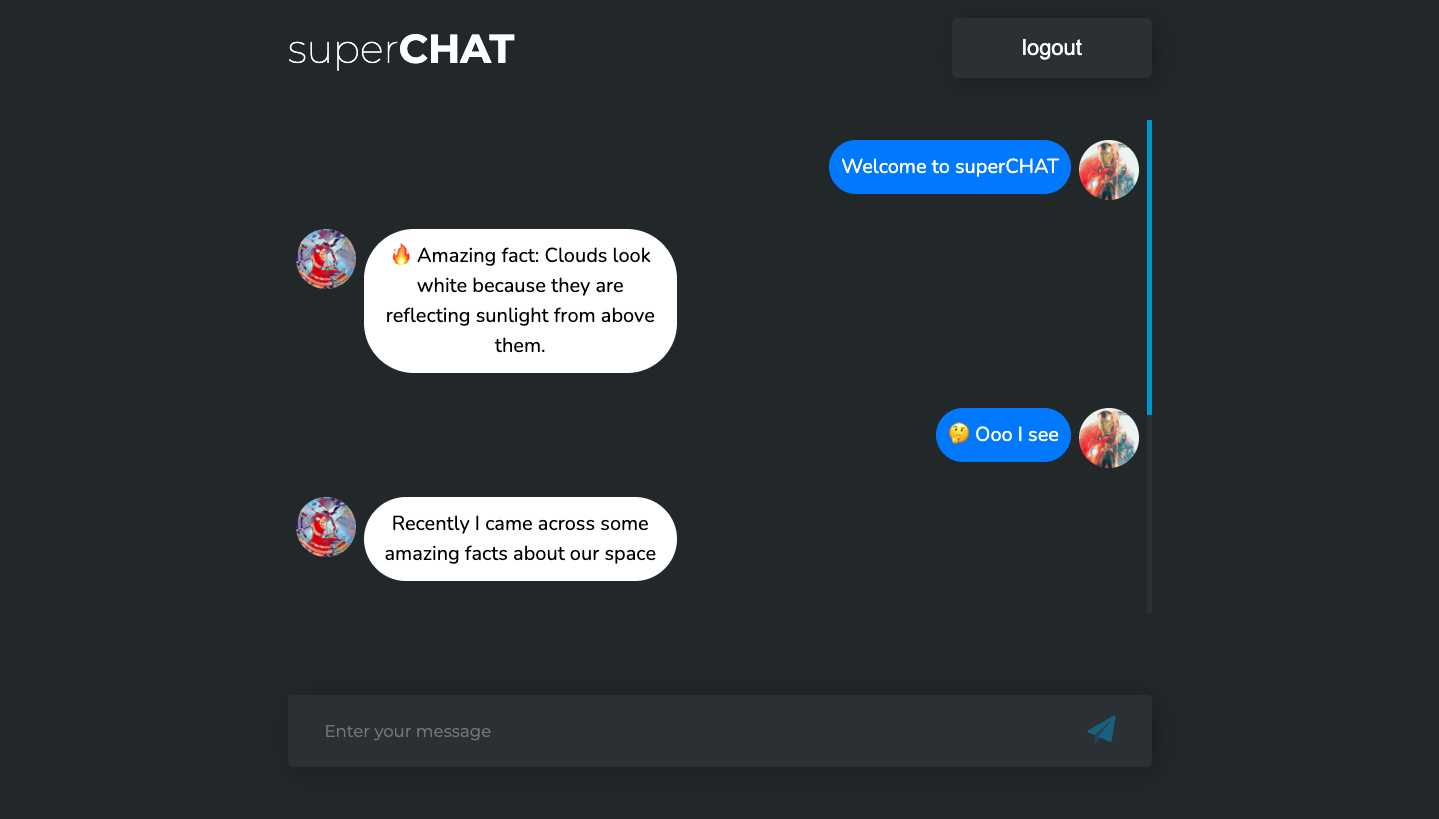 superCHAT
logout
Welcome to superCHAT
🔥 Amazing fact: Clouds look
white because they are
reflecting sunlight from above
them.
🤔 Ooo I see
Recently I came across some
amazing facts about our space
Enter your message